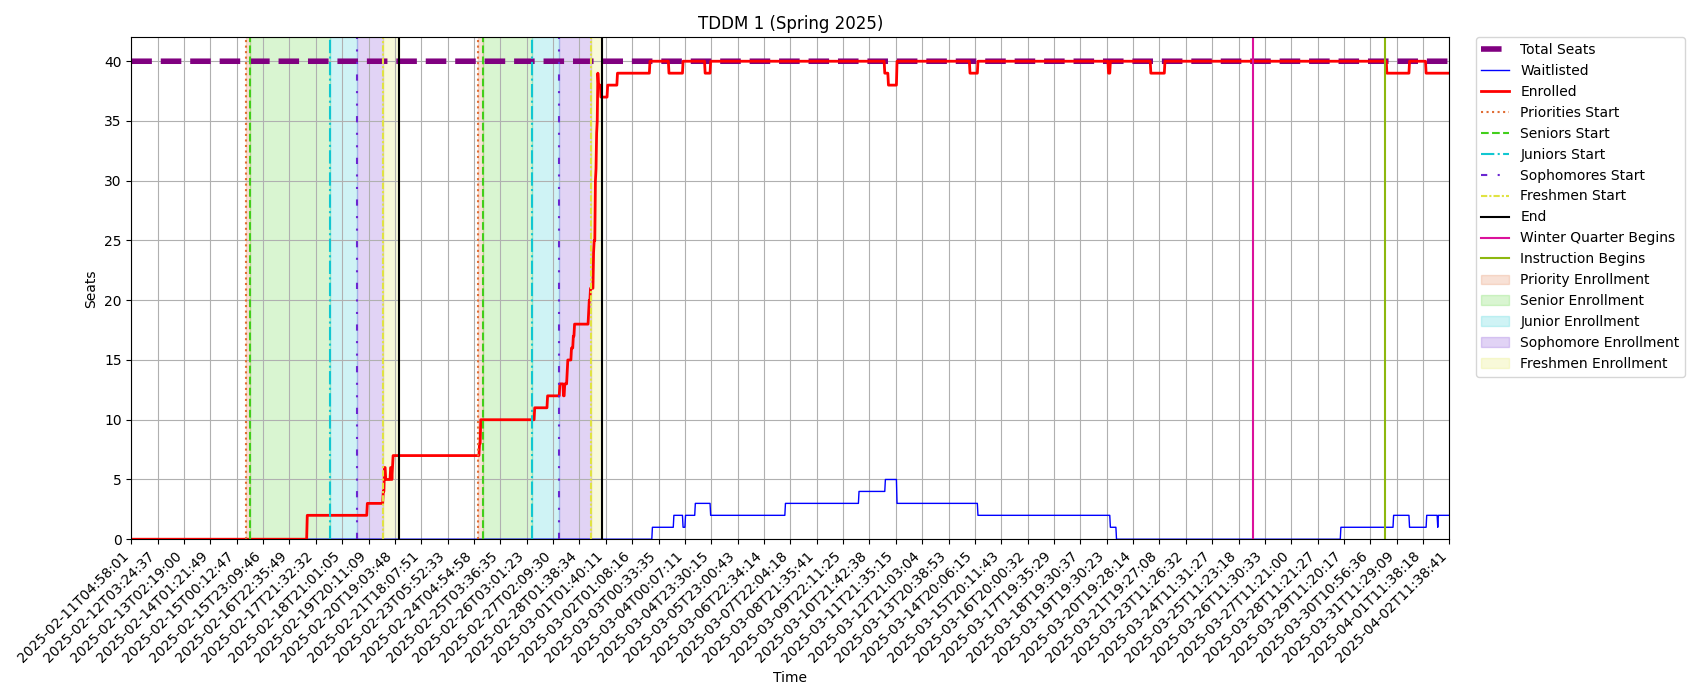 TDDM 1 (Spring 2025)
Seats
40
35
30
25
20
15
10
5
0
2025-02-11T04:58:01
2025-02-12T03:24:37
2025-02-13T02:19:00
2025-02-14T01:21:49
2025-02-15T00:12:47
2025-02-15T23:09:46
2025-02-16T22:35:49
2025-02-17T21:32:32
2025-02-18T21:01:05
2025-02-19T20:11:09
2025-02-20T19:03:48
2025-02-21T18:07:51
2025-02-23T05:52:33
2025-02-24T04:54:58
2025-02-25T03:36:35
2025-02-26T03:01:23
2025-02-27T02:09:30
2025-02-28T01:38:34
2025-03-01T01:40:11
2025-03-02T01:08:16
2025-03-03T00:33:35
2025-03-04T00:07:11
2025-03-04T23:30:15
2025-03-05T23:00:43
2025-03-06T22:34:14
2025-03-07T22:04:18
2025-03-08T21:35:41
2025-03-09T22:11:25
2025-03-10T21:42:38
2025-03-11T21:35:15
2025-03-12T21:03:04
2025-03-13T20:38:53
2025-03-14T20:06:15
2025-03-15T20:11:43
2025-03-16T20:00:32
2025-03-17T19:35:29
2025-03-18T19:30:37
2025-03-19T19:30:23
2025-03-20T19:28:14
2025-03-21T19:27:08
2025-03-23T11:26:32
2025-03-24T11:31:27
2025-03-25T11:23:18
2025-03-26T11:30:33
2025-03-27T11:21:00
2025-03-28T11:21:27
2025-03-29T11:20:17
2025-03-30T10:56:36
2025-03-31T11:29:09
2025-04-01T11:38:18
2025-04-02T11:38:41
Time
Total Seats
Waitlisted
Enrolled
Priorities Start
Seniors Start
Juniors Start
Sophomores Start
Freshmen Start
End
Winter Quarter Begins
Instruction Begins
Priority Enrollment
Senior Enrollment
Junior Enrollment
Sophomore Enrollment
Freshmen Enrollment